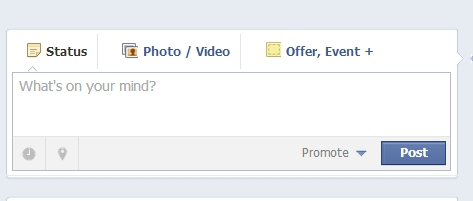 Status Photo / Video Offer, Event +
What's on your mind?
Promote Post